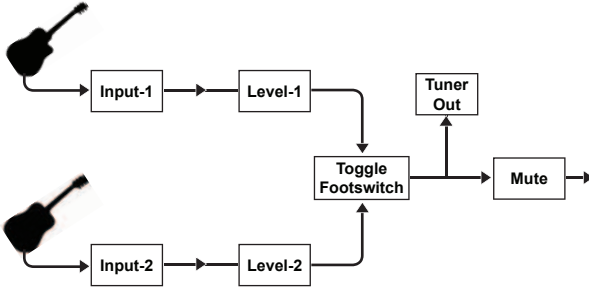 Input-1
Level-1
Tuner
Out
Toggle
Footswitch
Mute
Input-2
Level-2